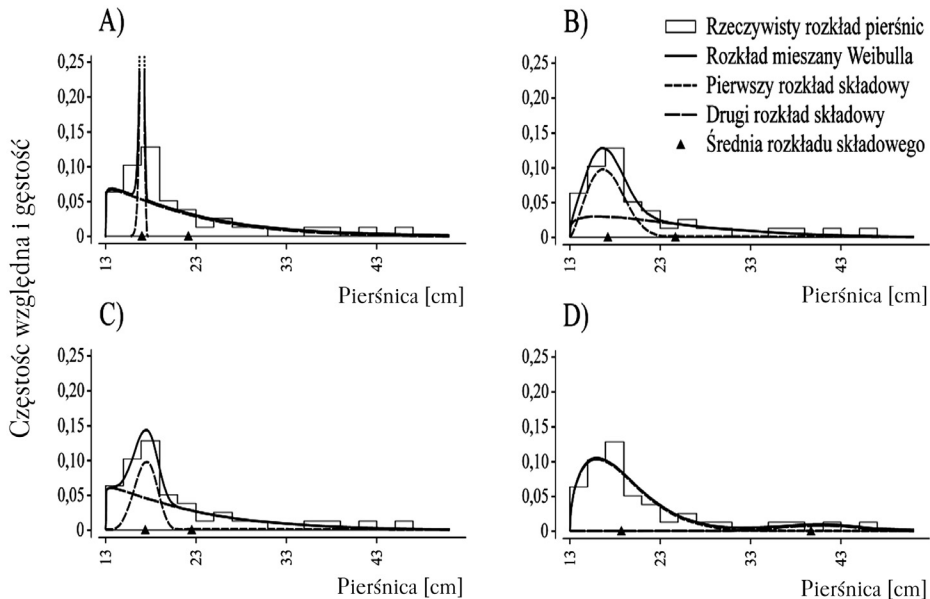 A)
0,25
0,20
0,15
0,10
0,05
0
13
23
33
43
Pierśnica [cm]
B)
0,25
0,20
0,15
0,10
0,05
0
13
23
33
43
Pierśnica [cm]
Rzeczywisty rozkład pierśnic
Rozkład mieszany Weibulla
Pierwszy rozkład składowy
Drugi rozkład składowy
Średnia rozkładu składowego
Częstośc względna i gęstość
C)
0,25
0,20
0,15
0,10
0,05
0
13
23
33
43
Pierśnica [cm]
D)
0,25
0,20
0,15
0,10
0,05
0
13
23
33
43
Pierśnica [cm]